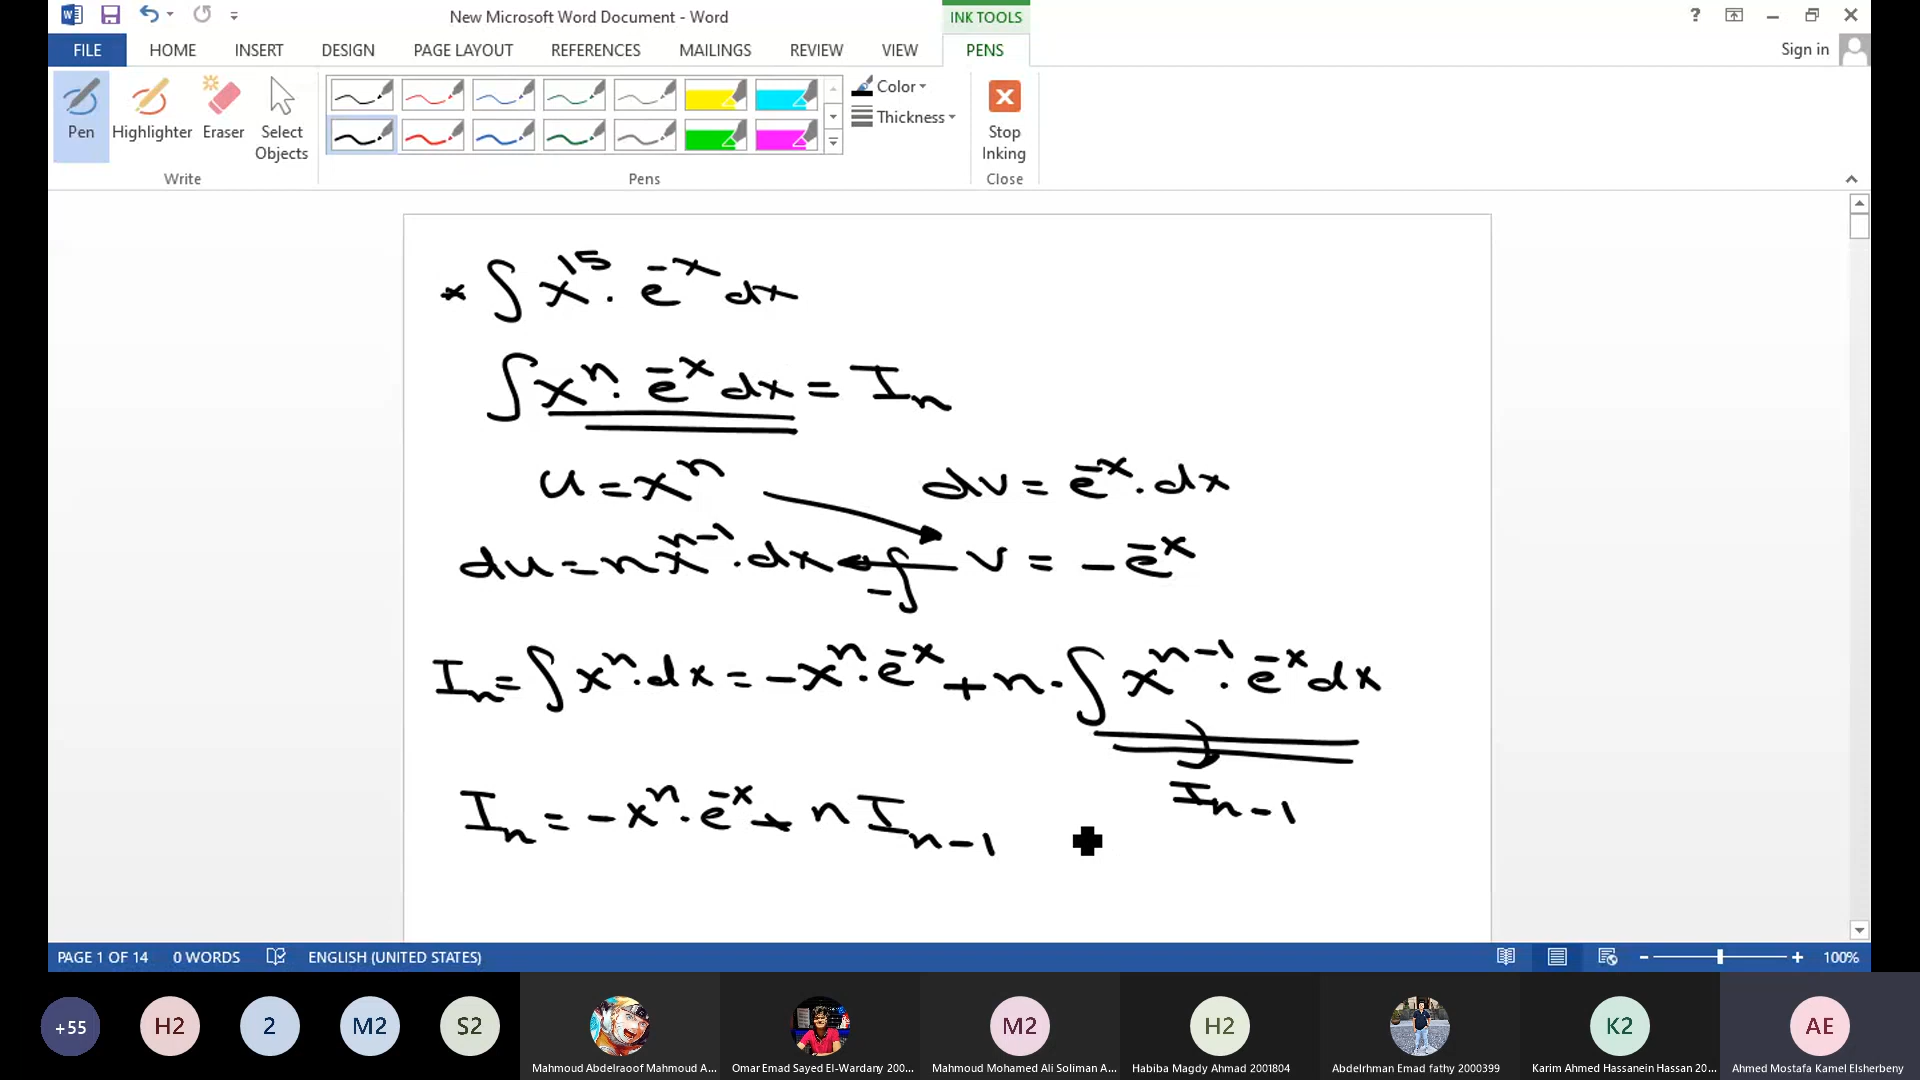 New Microsoft Word Document - Word
INK TOOLS
?
FILE
HOME
INSERT
DESIGN
PAGE LAYOUT
REFERENCES
MAILINGS
REVIEW
VIEW
PENS
Sign in
Pen
Highlighter
Eraser
Select Objects
Color
Thickness
Stop Inking
Write
Pens
Close
* ∫ x^15 . e^-x dx
∫ x^n . e^-x dx = I_n
u = x^n dv = e^-x . dx
du = n x^n-1 . dx -∫ v = - e^-x
I_n = ∫ x^n . dx = - x^n . e^-x + n . ∫ x^n-1 . e^-x dx
I_n-1
I_n = - x^n . e^-x + n I_n-1
PAGE 1 OF 14
0 WORDS
ENGLISH (UNITED STATES)
100%
+55
H2
2
M2
S2
M2
H2
K2
AE
Mahmoud Abdelraoof Mahmoud A...
Omar Emad Sayed El-Wardany 200...
Mahmoud Mohamed Ali Soliman A...
Habiba Magdy Ahmad 2001804
Abdelrhman Emad fathy 2000399
Karim Ahmed Hassanein Hassan 20...
Ahmed Mostafa Kamel Elsherbeny